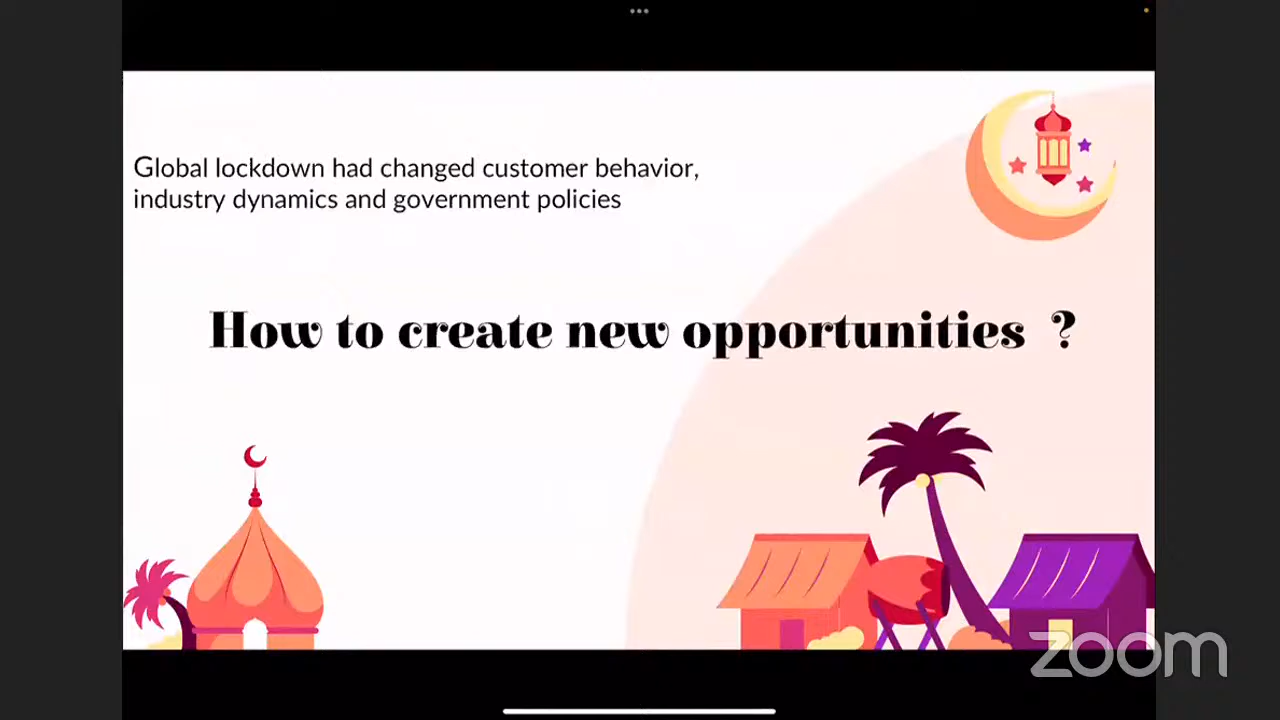 Global lockdown had changed customer behavior,
industry dynamics and government policies
How to create new opportunities ?
zoom